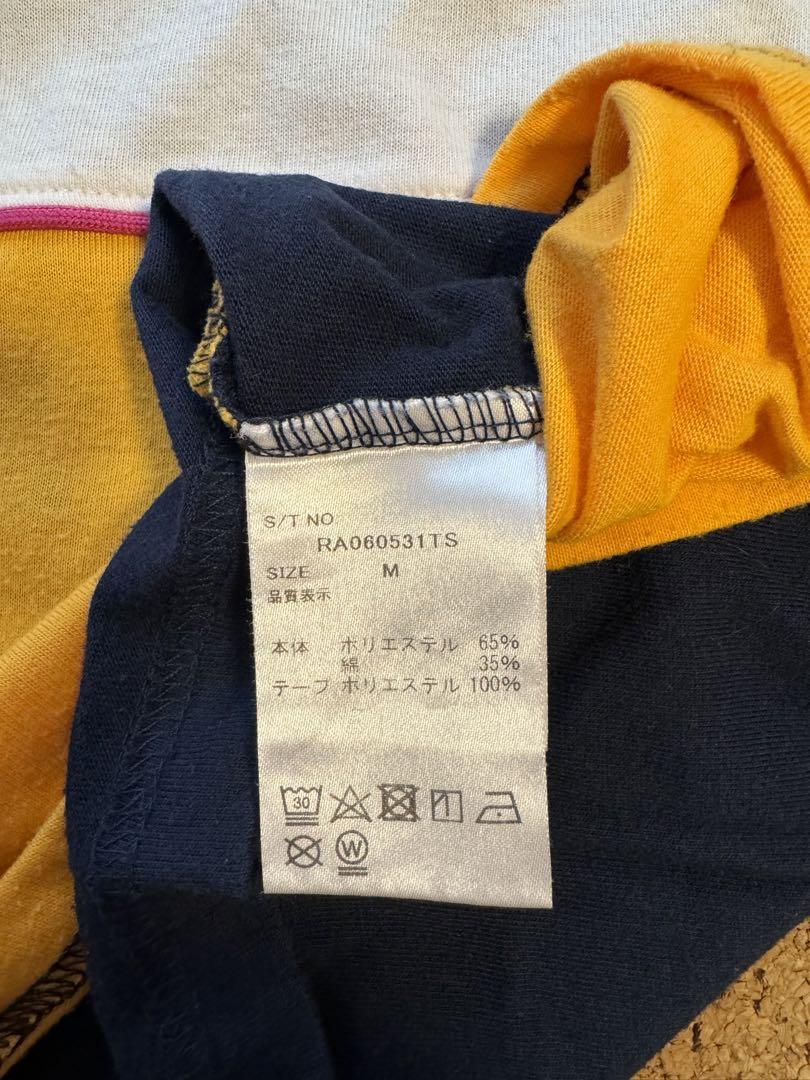 S/T NO
RA060531TS
SIZE M
品質表示
本体 ポリエステル 65%
綿 35%
テープ ポリエステル 100%
30
W